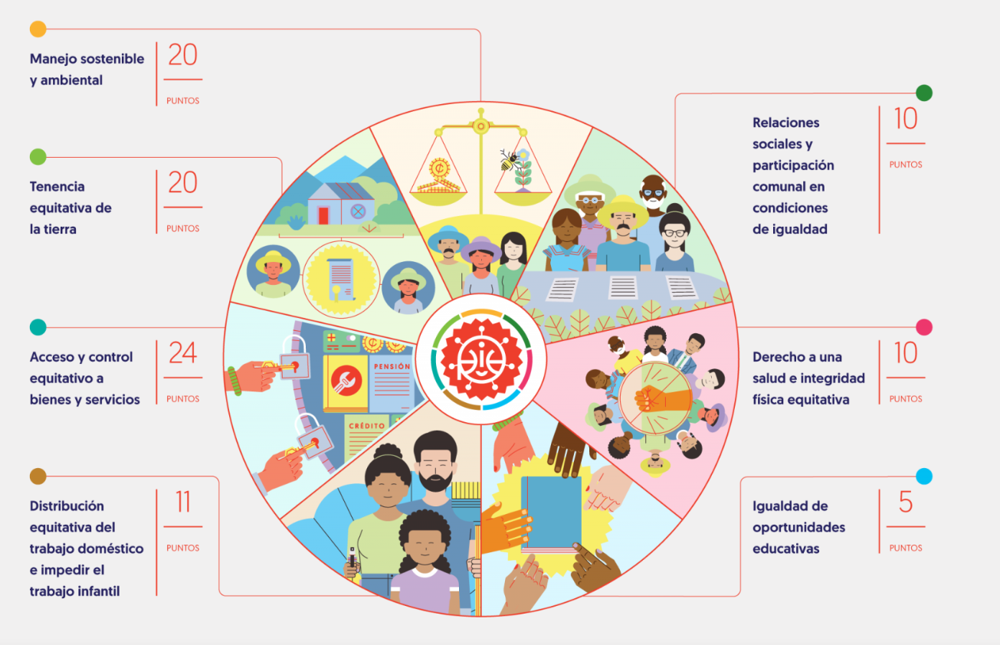 Manejo sostenible
y ambiental
20
PUNTOS
Tenencia
equitativa de
la tierra
20
PUNTOS
Acceso y control
equitativo a
bienes y servicios
24
PUNTOS
Distribución
equitativa del
trabajo doméstico
e impedir el
trabajo infantil
11
PUNTOS
PENSIÓN
CRÉDITO
Relaciones
sociales y
participación
comunal en
condiciones
de igualdad
10
PUNTOS
Derecho a una
salud e integridad
física equitativa
10
PUNTOS
Igualdad de
oportunidades
educativas
5
PUNTOS